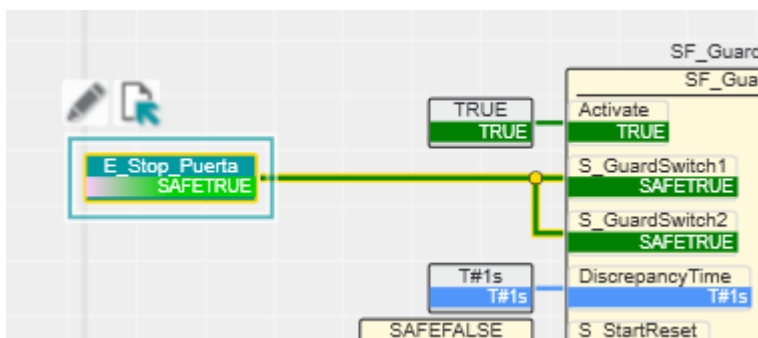 SF_Guard
SF_Gua
TRUE
TRUE
Activate
TRUE
E_Stop_Puerta
SAFETRUE
S_GuardSwitch1
SAFETRUE
S_GuardSwitch2
SAFETRUE
T#1s
T#1s
DiscrepancyTime
T#1s
SAFEFALSE
S_StartReset